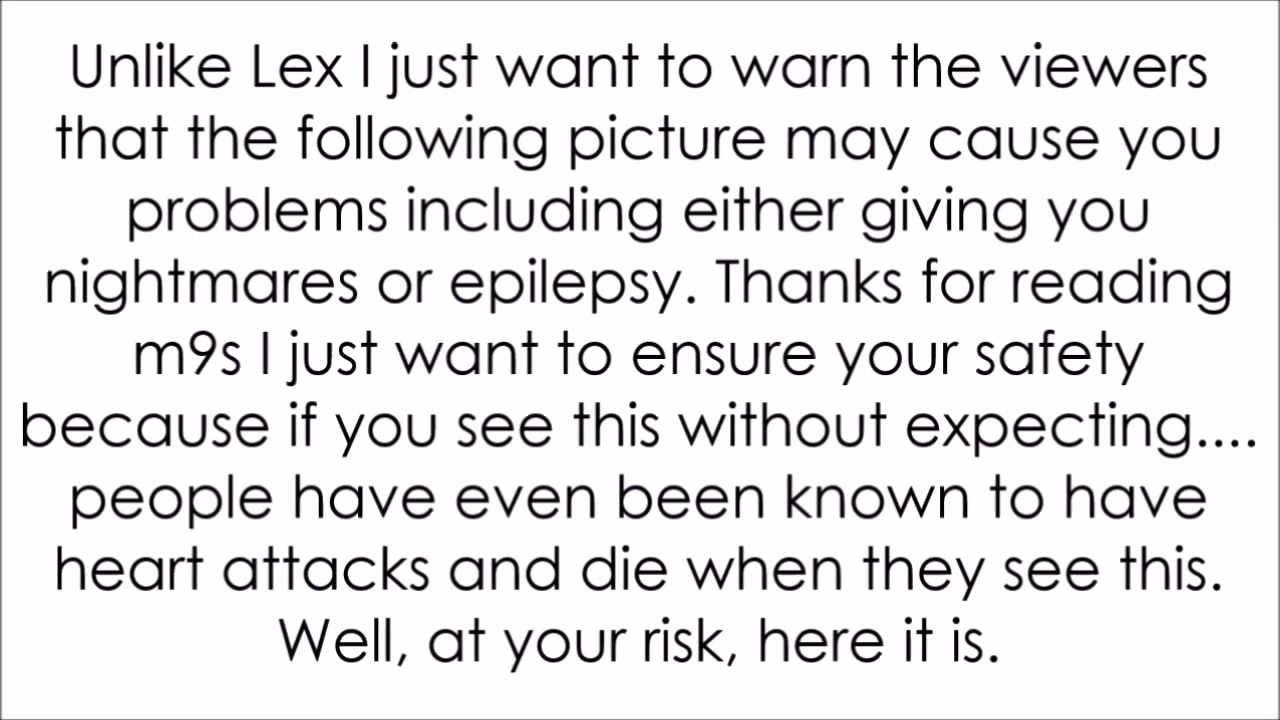 Unlike Lex I just want to warn the viewers
that the following picture may cause you
problems including either giving you
nightmares or epilepsy. Thanks for reading
m9s I just want to ensure your safety
because if you see this without expecting....
people have even been known to have
heart attacks and die when they see this.
Well, at your risk, here it is.